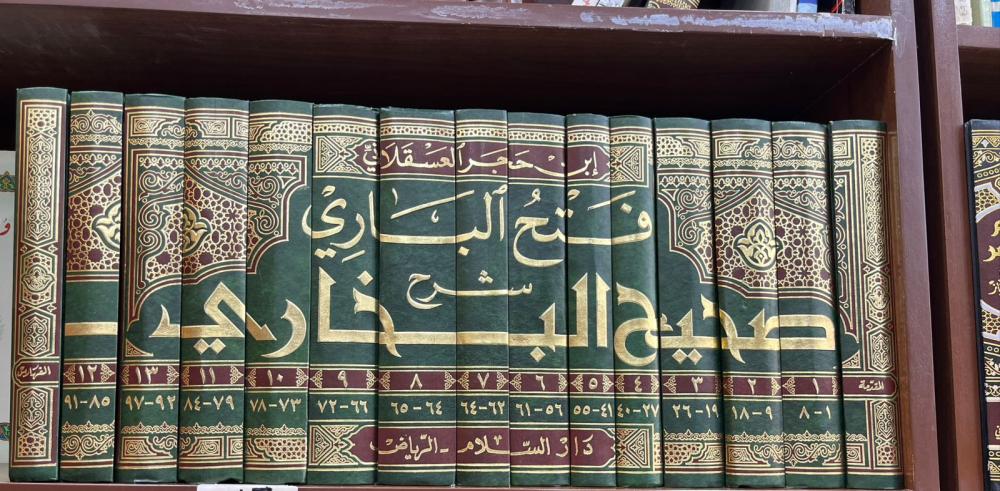 إبن حجر العسقلاني
فَتحُ الباري
شرح
صحيح البخاري
المقدمة ١ ٢ ٣ ٤ ٥ ٦ ٧ ٨ ٩ ١٠ ١١ ١٣ ١٢ الفهارس
١-٨ ٩-١٨ ١٩-٢٦ ٢٧-٤٠ ٤١-٥٥ ٥٦-٦١ ٦٢-٦٤ ٦٤-٦٥ ٦٦-٧٢ ٧٣-٧٨ ٧٩-٨٤ ٩٢-٩٧ ٨٥-٩١
دار السلام - الرياض